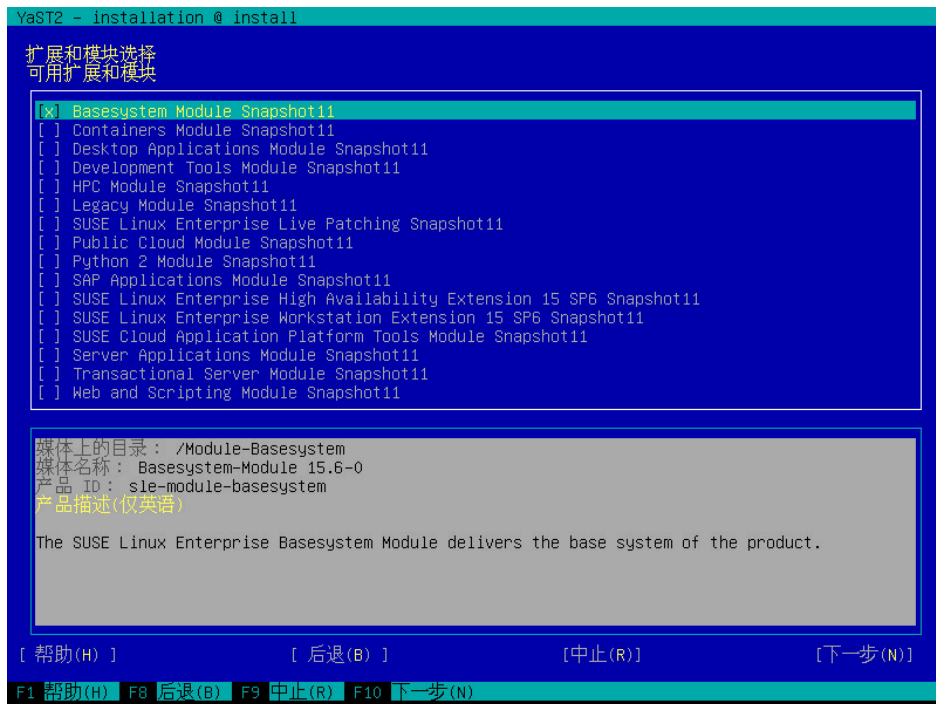 YaST2 - installation @ install
扩展和模块选择
可用扩展和模块
[x] Basesystem Module Snapshot11
[ ] Containers Module Snapshot11
[ ] Desktop Applications Module Snapshot11
[ ] Development Tools Module Snapshot11
[ ] HPC Module Snapshot11
[ ] Legacy Module Snapshot11
[ ] SUSE Linux Enterprise Live Patching Snapshot11
[ ] Public Cloud Module Snapshot11
[ ] Python 2 Module Snapshot11
[ ] SAP Applications Module Snapshot11
[ ] SUSE Linux Enterprise High Availability Extension 15 SP6 Snapshot11
[ ] SUSE Linux Enterprise Workstation Extension 15 SP6 Snapshot11
[ ] SUSE Cloud Application Platform Tools Module Snapshot11
[ ] Server Applications Module Snapshot11
[ ] Transactional Server Module Snapshot11
[ ] Web and Scripting Module Snapshot11
媒体上的目录： /Module-Basesystem
媒体名称： Basesystem-Module 15.6-0
产品 ID： sle-module-basesystem
产品描述(仅英语)
The SUSE Linux Enterprise Basesystem Module delivers the base system of the product.
[ 帮助(H) ] [ 后退(B) ] [中止(R)] [下一步(N)]
F1 帮助(H) F8 后退(B) F9 中止(R) F10 下一步(N)